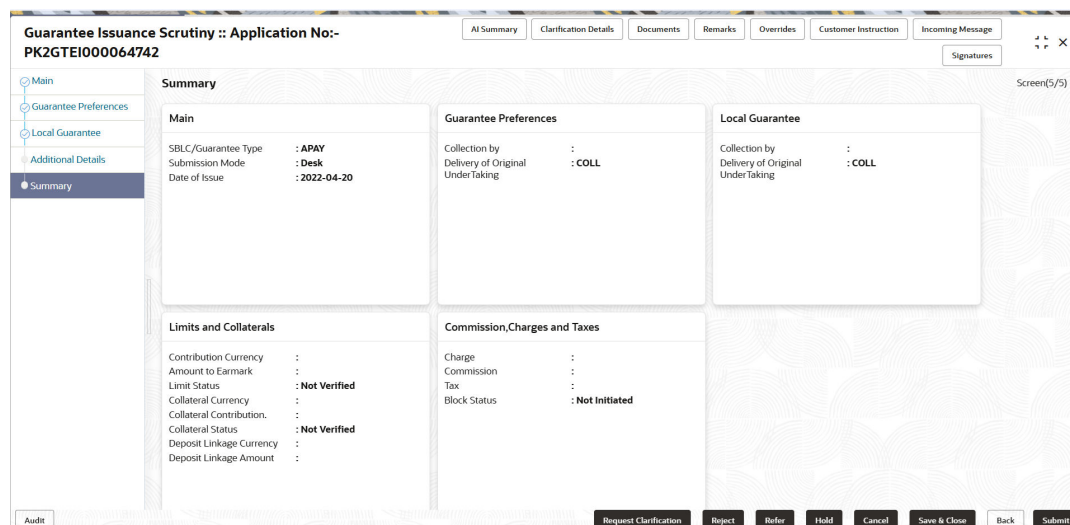 Guarantee Issuance Scrutiny :: Application No:-
PK2GTEI000064742
AI Summary
Clarification Details
Documents
Remarks
Overrides
Customer Instruction
Incoming Message
Signatures
Main
Guarantee Preferences
Local Guarantee
Additional Details
Summary
Summary
Screen(5/5)
Main
SBLC/Guarantee Type : APAY
Submission Mode : Desk
Date of Issue : 2022-04-20
Guarantee Preferences
Collection by :
Delivery of Original : COLL
UnderTaking
Local Guarantee
Collection by :
Delivery of Original : COLL
UnderTaking
Limits and Collaterals
Contribution Currency :
Amount to Earmark :
Limit Status : Not Verified
Collateral Currency :
Collateral Contribution. :
Collateral Status : Not Verified
Deposit Linkage Currency :
Deposit Linkage Amount :
Commission,Charges and Taxes
Charge :
Commission :
Tax :
Block Status : Not Initiated
Audit
Request Clarification
Reject
Refer
Hold
Cancel
Save & Close
Back
Submit